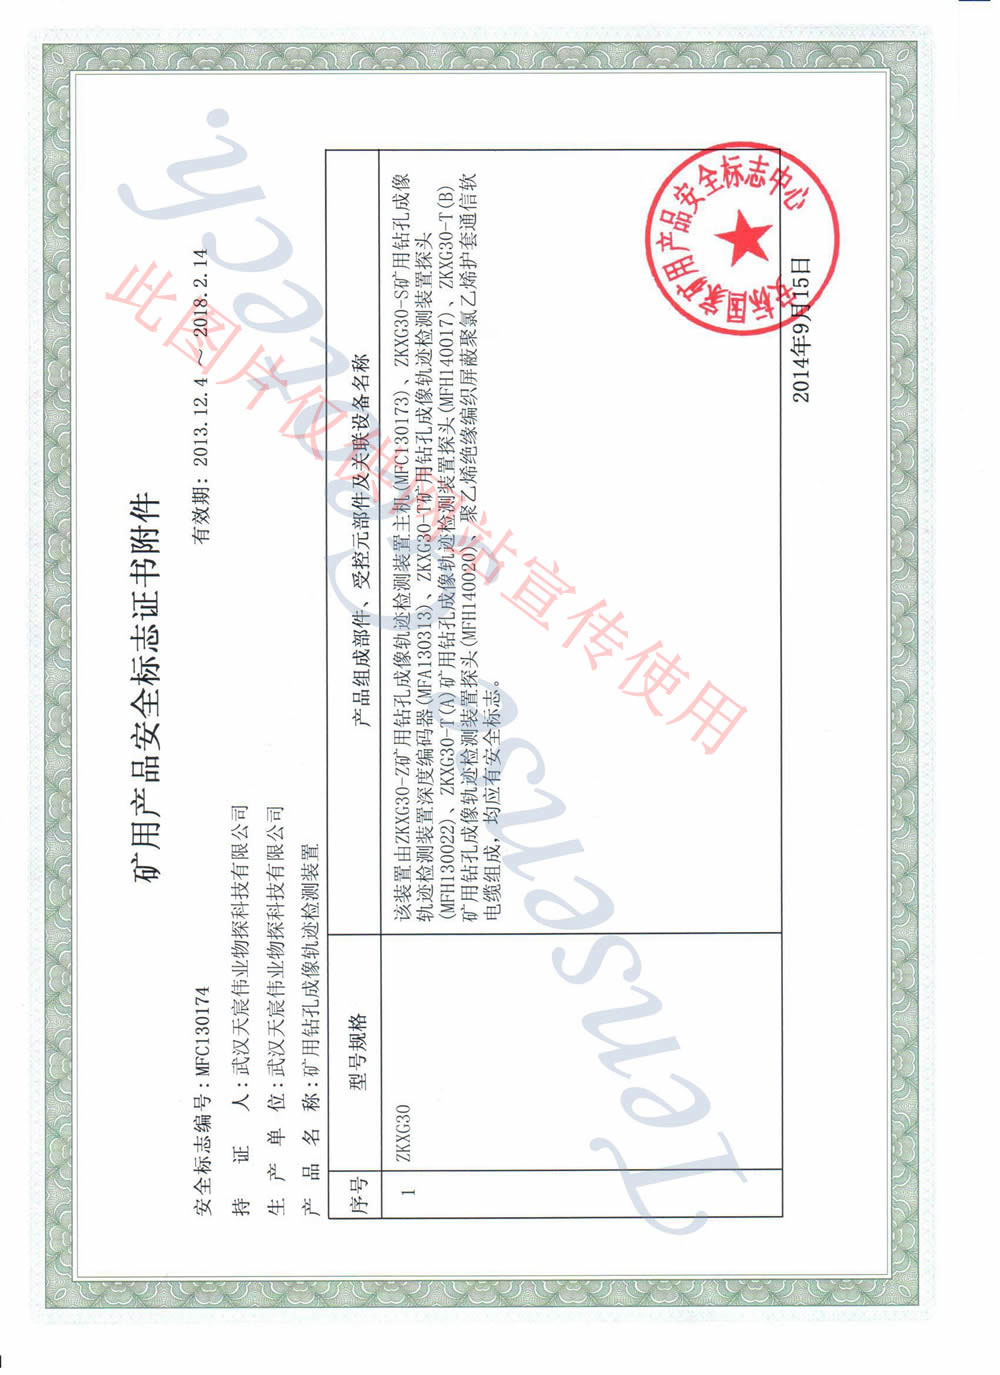 矿用产品安全标志证书附件
安全标志编号：MFC130174
有效期：2013.12.4 ～ 2018.2.14
持证人：武汉天宸伟业物探科技有限公司
生产单位：武汉天宸伟业物探科技有限公司
产品名称：矿用钻孔成像轨迹检测装置
序号 型号规格 产品组成部件、受控元部件及关联设备名称
1 ZKXG30
该装置由ZKXG30-Z矿用钻孔成像轨迹检测装置主机(MFC130173)、ZKXG30-S矿用钻孔成像
轨迹检测装置深度编码器(MFA130313)、ZKXG30-T矿用钻孔成像轨迹检测装置探头
(MFH130022)、ZKXG30-T(A)矿用钻孔成像轨迹检测装置探头(MFH140017)、ZKXG30-T(B)
矿用钻孔成像轨迹检测装置探头(MFH140020)、聚乙烯绝缘编织屏蔽聚氯乙烯护套通信软
电缆组成，均应有安全标志。
安标国家矿用产品安全标志中心
2014年9月15日
此图片仅供网站宣传使用